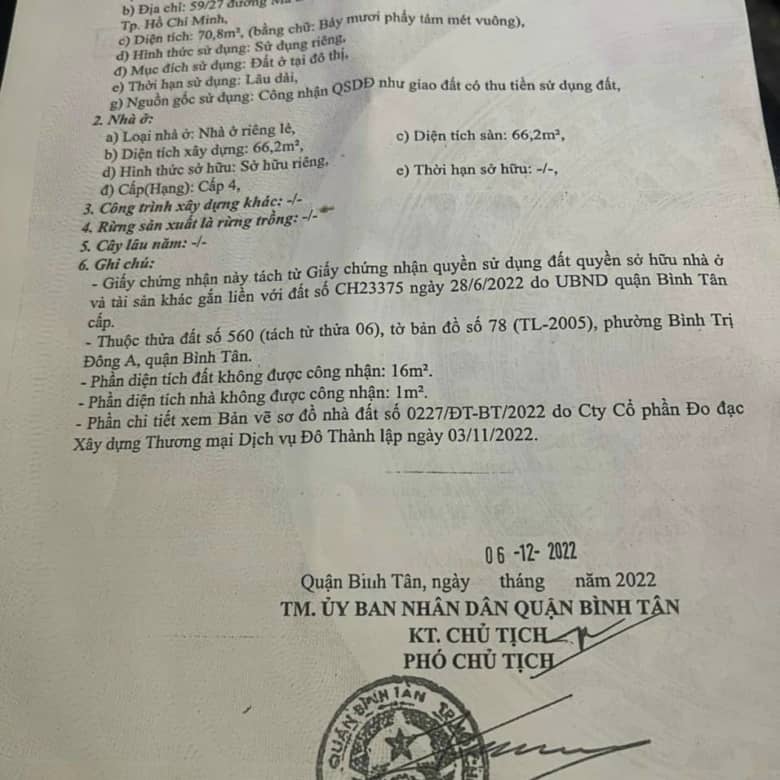 b) Địa chỉ: 59/27 đường
Tp. Hồ Chí Minh,
c) Diện tích: 70,8m², (bằng chữ: Bảy mươi phẩy tám mét vuông),
d) Hình thức sử dụng: Sử dụng riêng,
đ) Mục đích sử dụng: Đất ở tại đô thị,
e) Thời hạn sử dụng: Lâu dài,
g) Nguồn gốc sử dụng: Công nhận QSDĐ như giao đất có thu tiền sử dụng đất,
2. Nhà ở:
a) Loại nhà ở: Nhà ở riêng lẻ,
b) Diện tích xây dựng: 66,2m², c) Diện tích sàn: 66,2m²,
d) Hình thức sở hữu: Sở hữu riêng, e) Thời hạn sở hữu: -/-,
đ) Cấp(Hạng): Cấp 4,
3. Công trình xây dựng khác: -/-
4. Rừng sản xuất là rừng trồng: -/-
5. Cây lâu năm: -/-
6. Ghi chú:
- Giấy chứng nhận này tách từ Giấy chứng nhận quyền sử dụng đất quyền sở hữu nhà ở
và tài sản khác gắn liền với đất số CH23375 ngày 28/6/2022 do UBND quận Bình Tân
cấp.
- Thuộc thửa đất số 560 (tách từ thửa 06), tờ bản đồ số 78 (TL-2005), phường Bình Trị
Đông A, quận Bình Tân.
- Phần diện tích đất không được công nhận: 16m².
- Phần diện tích nhà không được công nhận: 1m².
- Phần chi tiết xem Bản vẽ sơ đồ nhà đất số 0227/ĐT-BT/2022 do Cty Cổ phần Đo đạc
Xây dựng Thương mại Dịch vụ Đô Thành lập ngày 03/11/2022.
06 -12- 2022
Quận Bình Tân, ngày tháng năm 2022
TM. ỦY BAN NHÂN DÂN QUẬN BÌNH TÂN
KT. CHỦ TỊCH
PHÓ CHỦ TỊCH
QUẬN BÌNH TÂN